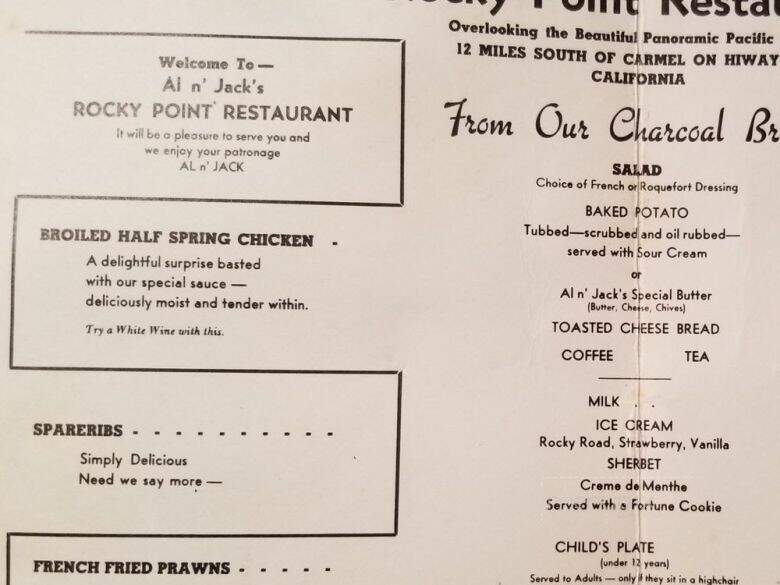 Welcome To —
Al n' Jack's
ROCKY POINT RESTAURANT
It will be a pleasure to serve you and
we enjoy your patronage
AL n' JACK
BROILED HALF SPRING CHICKEN -
A delightful surprise basted
with our special sauce —
deliciously moist and tender within.
Try a White Wine with this.
SPARERIBS - - - - - - - - - -
Simply Delicious
Need we say more —
FRENCH FRIED PRAWNS - - - - -
Rocky Point Restau
Overlooking the Beautiful Panoramic Pacific
12 MILES SOUTH OF CARMEL ON HIWAY
CALIFORNIA
From Our Charcoal Br
SALAD
Choice of French or Roquefort Dressing
BAKED POTATO
Tubbed—scrubbed and oil rubbed—
served with Sour Cream
or
Al n' Jack's Special Butter
(Butter, Cheese, Chives)
TOASTED CHEESE BREAD
COFFEE TEA
MILK . .
ICE CREAM
Rocky Road, Strawberry, Vanilla
SHERBET
Creme de Menthe
Served with a Fortune Cookie
CHILD'S PLATE
(under 12 years)
Served to Adults — only if they sit in a highchair